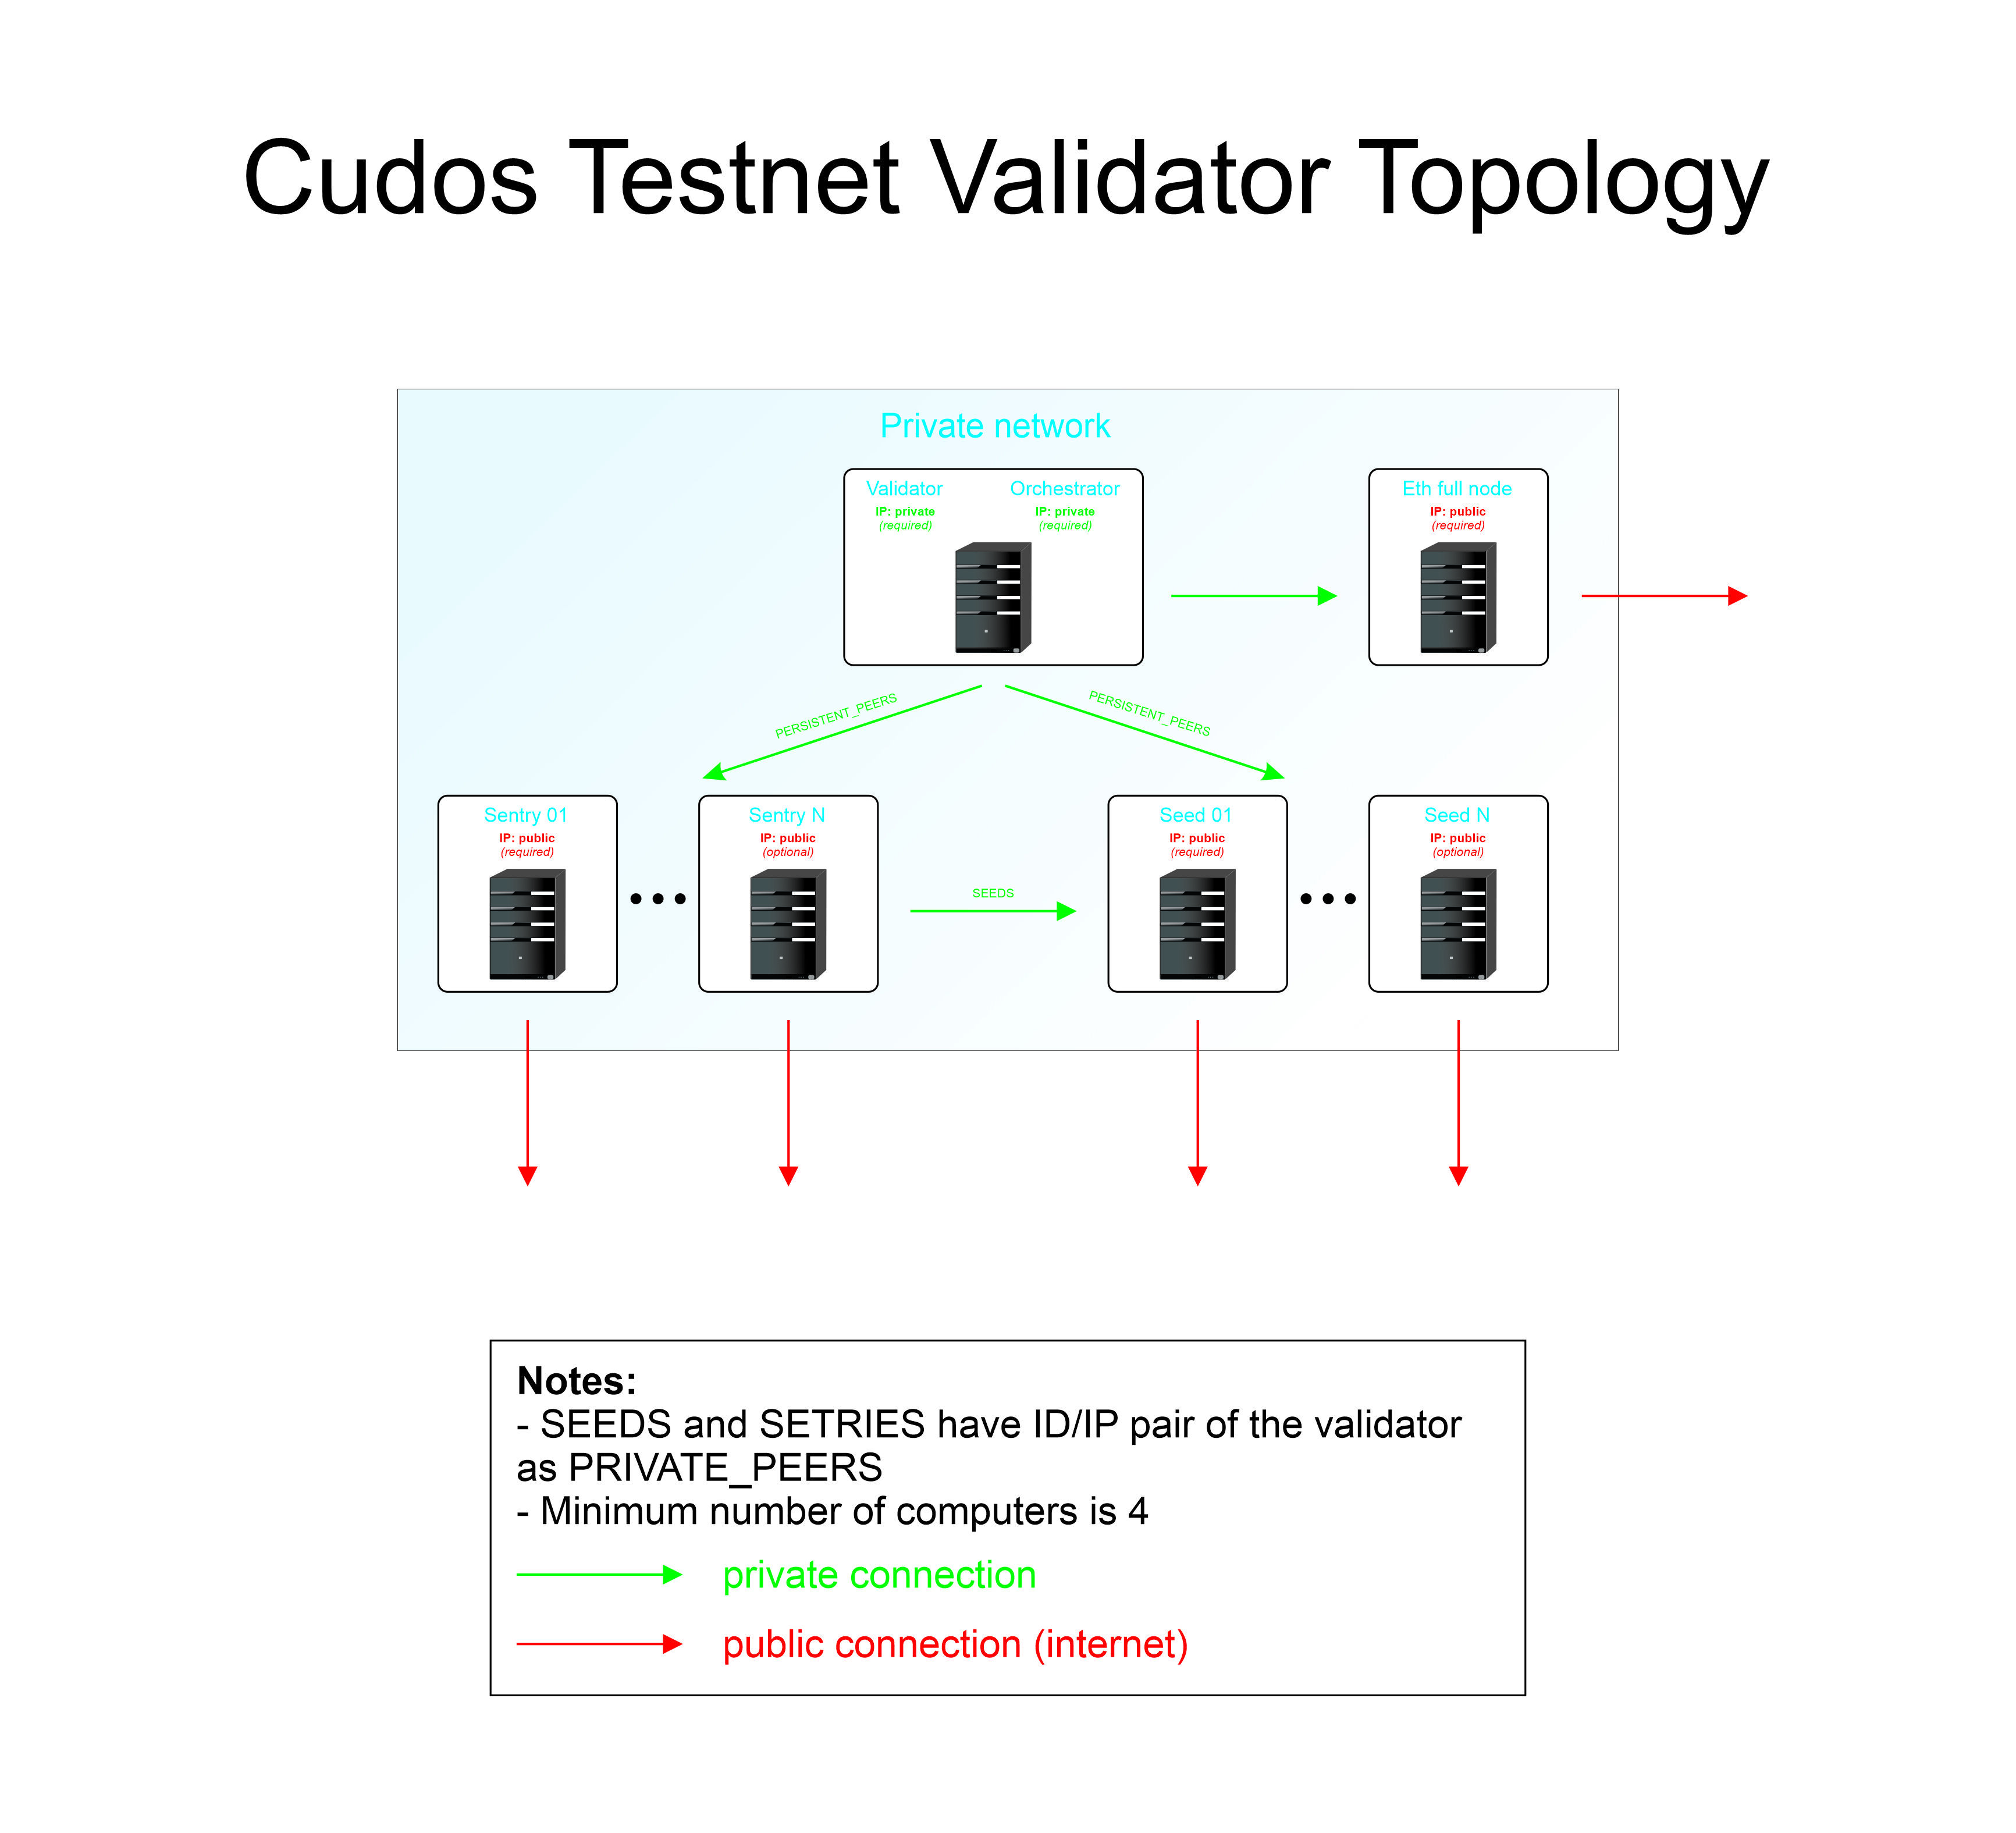 Cudos Testnet Validator Topology
Private network
Validator
IP: private
(required)
Orchestrator
IP: private
(required)
Eth full node
IP: public
(required)
PERSISTENT_PEERS
PERSISTENT_PEERS
Sentry 01
IP: public
(required)
Sentry N
IP: public
(optional)
SEEDS
Seed 01
IP: public
(required)
Seed N
IP: public
(optional)
Notes:
- SEEDS and SETRIES have ID/IP pair of the validator
as PRIVATE_PEERS
- Minimum number of computers is 4
private connection
public connection (internet)